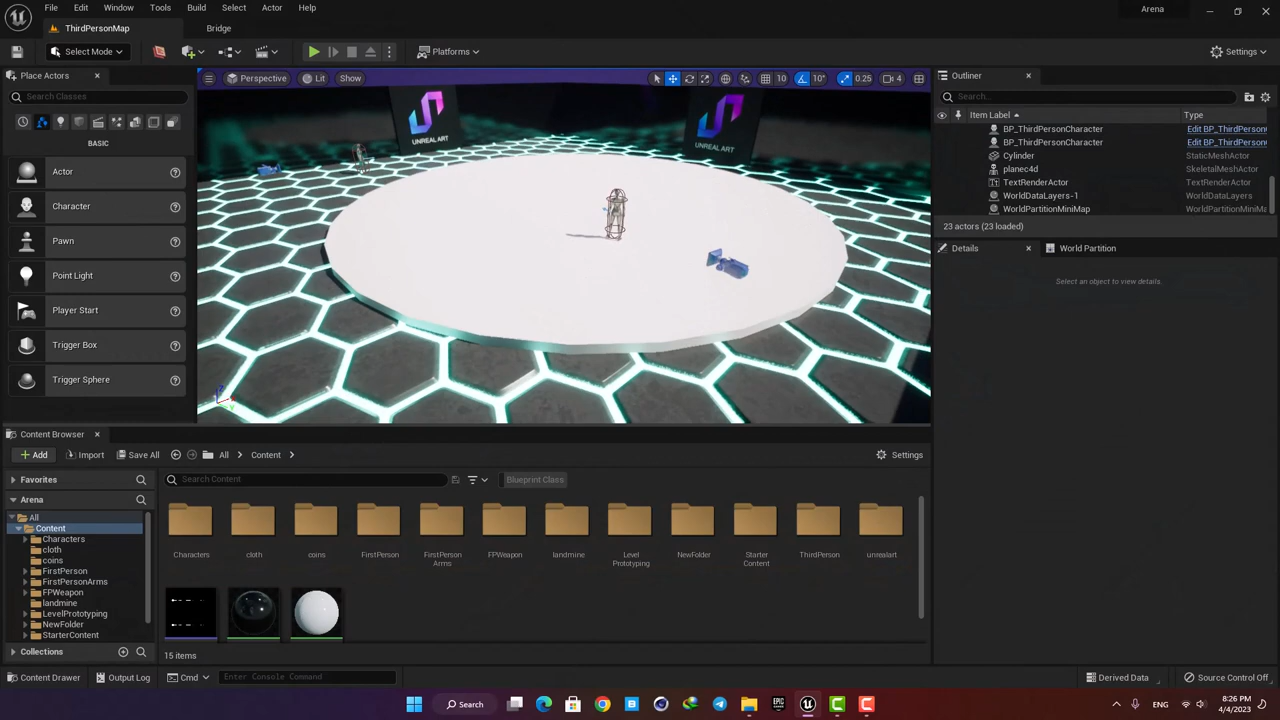 File Edit Window Tools Build Select Actor Help
Arena
ThirdPersonMap
Bridge
Select Mode
Platforms
Settings
Place Actors
Perspective
Lit
Show
10
10°
0.25
4
Outliner
Search Classes
Search...
Item Label
Type
BASIC
UNREAL ART
UNREAL ART
BP_ThirdPersonCharacter
Edit BP_ThirdPerson
BP_ThirdPersonCharacter
Edit BP_ThirdPerson
Cylinder
StaticMeshActor
planec4d
SkeletalMeshActor
TextRenderActor
TextRenderActor
WorldDataLayers-1
WorldDataLayers
WorldPartitionMiniMap
WorldPartitionMiniMa
23 actors (23 loaded)
Actor
Character
Pawn
Point Light
Player Start
Trigger Box
Trigger Sphere
Details
World Partition
Select an object to view details.
Content Browser
Add
Import
Save All
All
Content
Settings
Favorites
Search Content
Blueprint Class
Arena
All
Content
Characters
cloth
coins
FirstPerson
FirstPersonArms
FPWeapon
landmine
LevelPrototyping
NewFolder
StarterContent
Collections
Characters
cloth
coins
FirstPerson
FirstPerson
Arms
FPWeapon
landmine
Level
Prototyping
NewFolder
Starter
Content
ThirdPerson
unrealart
15 items
Content Drawer
Output Log
Cmd
Enter Console Command
Derived Data
Source Control Off
Search
8:26 PM
4/4/2023